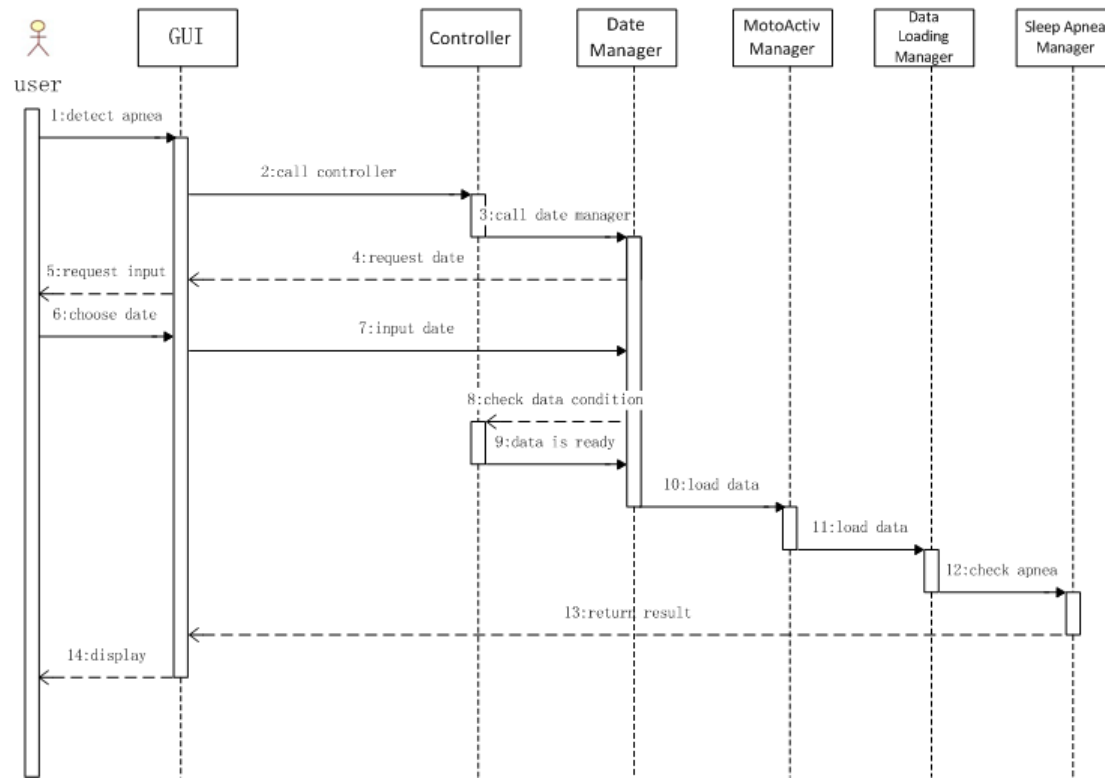 GUI
Controller
Date
Manager
MotoActiv
Manager
Data
Loading
Manager
Sleep Apnea
Manager
user
1:detect apnea
2:call controller
3:call date manager
4:request date
5:request input
6:choose date
7:input date
8:check data condition
9:data is ready
10:load data
11:load data
12:check apnea
13:return result
14:display